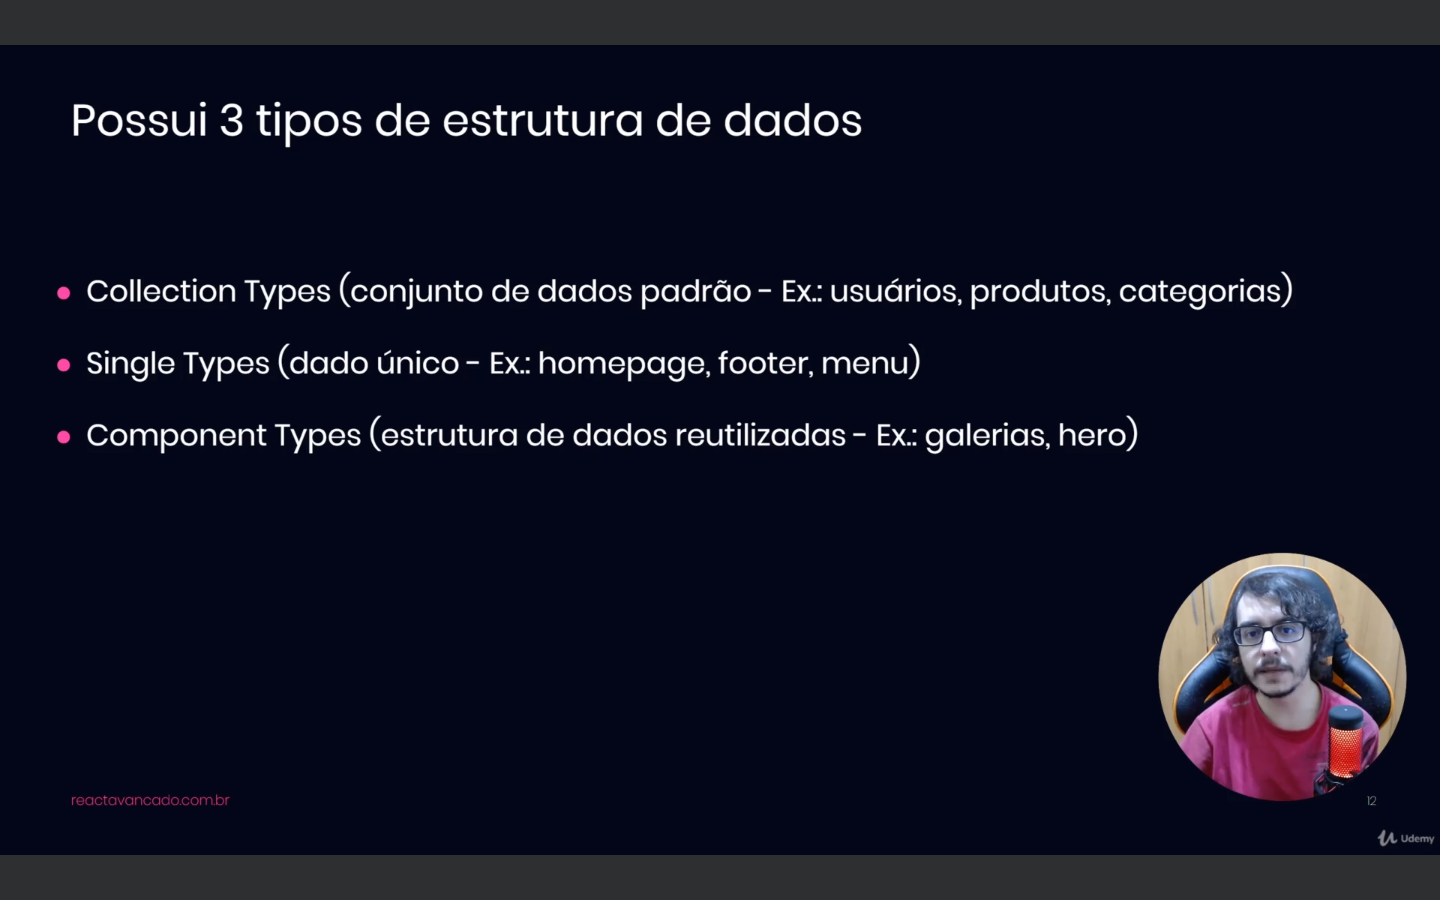 Possui 3 tipos de estrutura de dados
Collection Types (conjunto de dados padrão - Ex.: usuários, produtos, categorias)
Single Types (dado único - Ex.: homepage, footer, menu)
Component Types (estrutura de dados reutilizadas - Ex.: galerias, hero)
reactavancado.com.br
12
Udemy